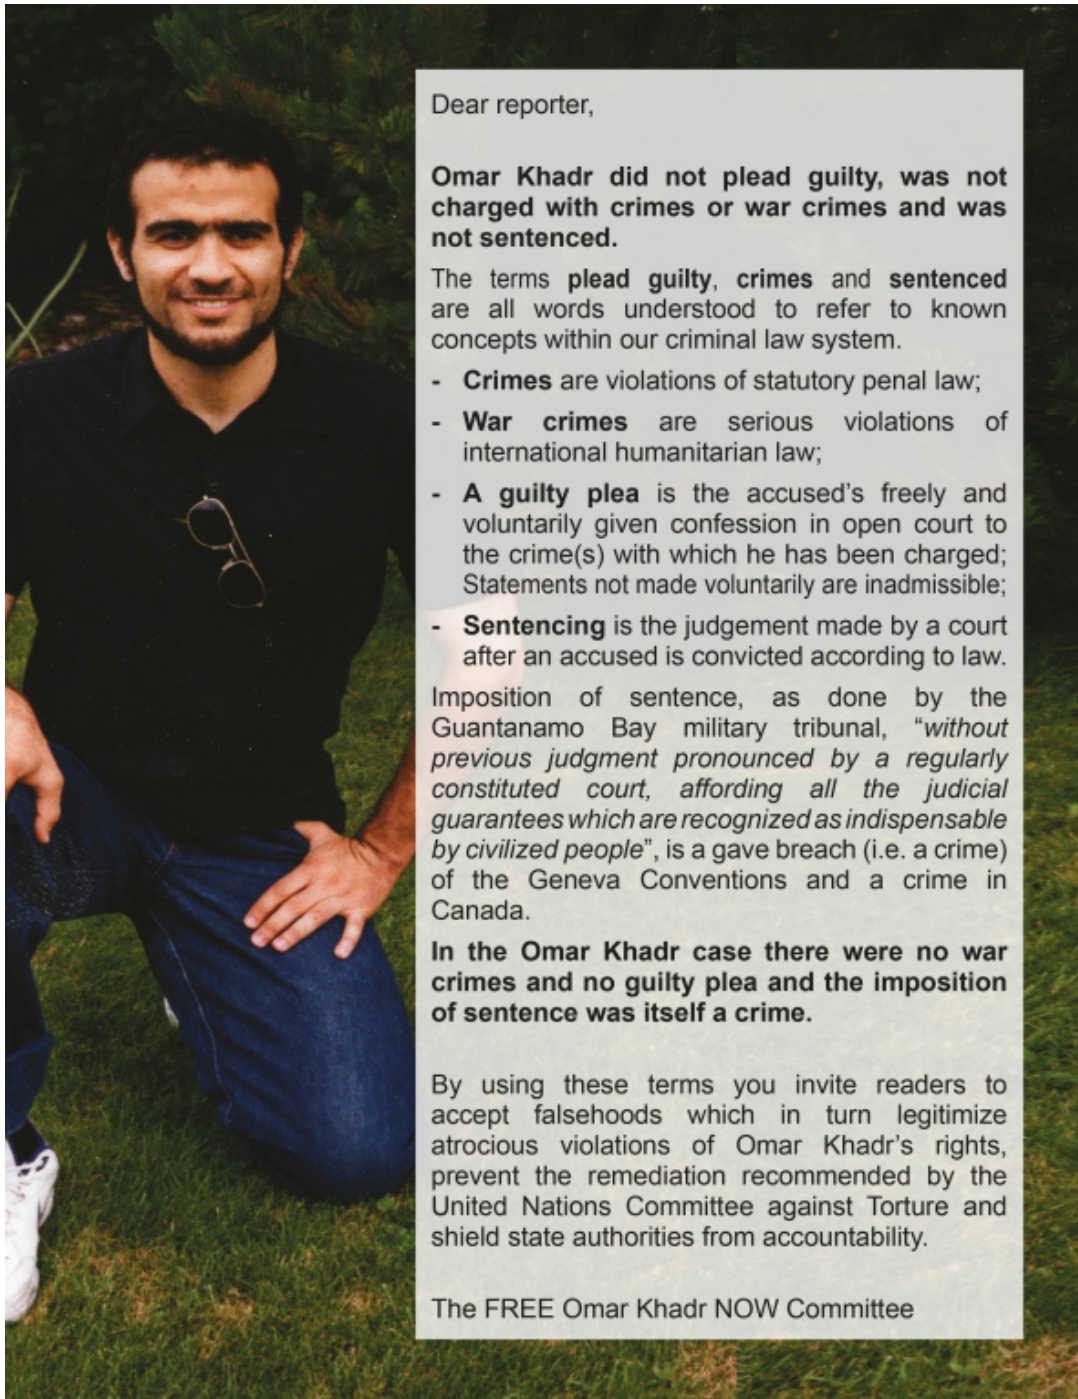 Dear reporter,
Omar Khadr did not plead guilty, was not
charged with crimes or war crimes and was
not sentenced.
The terms plead guilty, crimes and sentenced
are all words understood to refer to known
concepts within our criminal law system.
- Crimes are violations of statutory penal law;
- War crimes are serious violations of
international humanitarian law;
- A guilty plea is the accused's freely and
voluntarily given confession in open court to
the crime(s) with which he has been charged;
Statements not made voluntarily are inadmissible;
- Sentencing is the judgement made by a court
after an accused is convicted according to law.
Imposition of sentence, as done by the
Guantanamo Bay military tribunal, “without
previous judgment pronounced by a regularly
constituted court, affording all the judicial
guarantees which are recognized as indispensable
by civilized people”, is a gave breach (i.e. a crime)
of the Geneva Conventions and a crime in
Canada.
In the Omar Khadr case there were no war
crimes and no guilty plea and the imposition
of sentence was itself a crime.
By using these terms you invite readers to
accept falsehoods which in turn legitimize
atrocious violations of Omar Khadr's rights,
prevent the remediation recommended by the
United Nations Committee against Torture and
shield state authorities from accountability.
The FREE Omar Khadr NOW Committee